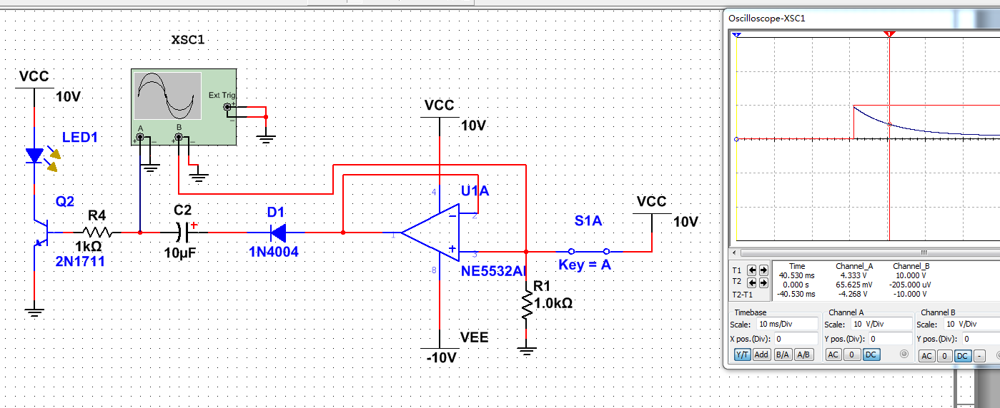 XSC1
VCC
10V
LED1
Ext Trig
+
−
A
B
+
−
+
−
Q2
R4
1kΩ
2N1711
C2
+
10µF
D1
1N4004
VCC
10V
4
U1A
−
2
1
+
3
8
NE5532AI
VEE
-10V
S1A
Key = A
VCC
10V
R1
1.0kΩ
Oscilloscope-XSC1
2
1
Time Channel_A Channel_B
T1 40.530 ms 4.333 V 10.000 V
T2 0.000 s 65.625 mV -205.000 uV
T2-T1 -40.530 ms -4.268 V -10.000 V
Timebase Channel A Channel B
Scale: 10 ms/Div Scale: 10 V/Div Scale: 10 V/Div
X pos.(Div): 0 Y pos.(Div): 0 Y pos.(Div): 0
Y/T Add B/A A/B AC 0 DC AC 0 DC -